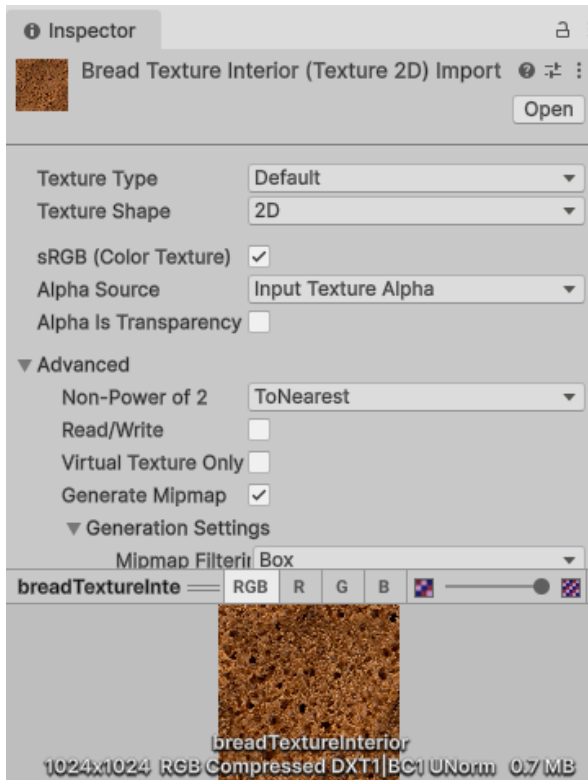 Inspector
Bread Texture Interior (Texture 2D) Import
Open
Texture Type Default
Texture Shape 2D
sRGB (Color Texture)
Alpha Source Input Texture Alpha
Alpha Is Transparency
Advanced
Non-Power of 2 ToNearest
Read/Write
Virtual Texture Only
Generate Mipmap
Generation Settings
Mipmap Filterin Box
breadTextureInte RGB R G B
breadTextureInterior
1024x1024 RGB Compressed DXT1|BC1 UNorm 0.7 MB